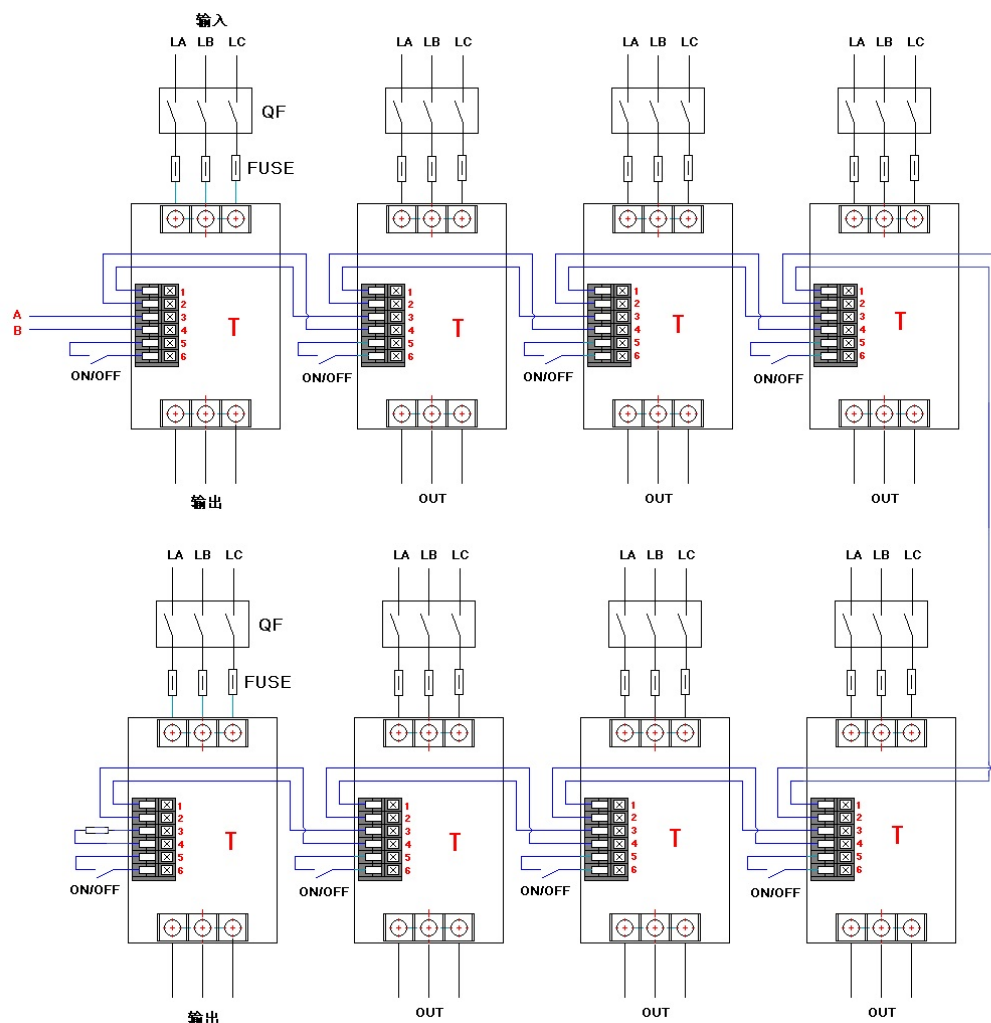 输入
LA LB LC LA LB LC LA LB LC LA LB LC
QF
FUSE
1 1 1 1
2 2 2 2
A 3 T 3 T 3 T 3 T
B 4 4 4 4
5 5 5 5
6 6 6 6
ON/OFF ON/OFF ON/OFF ON/OFF
输出 OUT OUT OUT
LA LB LC LA LB LC LA LB LC LA LB LC
QF
FUSE
1 1 1 1
2 2 2 2
3 T 3 T 3 T 3 T
4 4 4 4
5 5 5 5
6 6 6 6
ON/OFF ON/OFF ON/OFF ON/OFF
输出 OUT OUT OUT